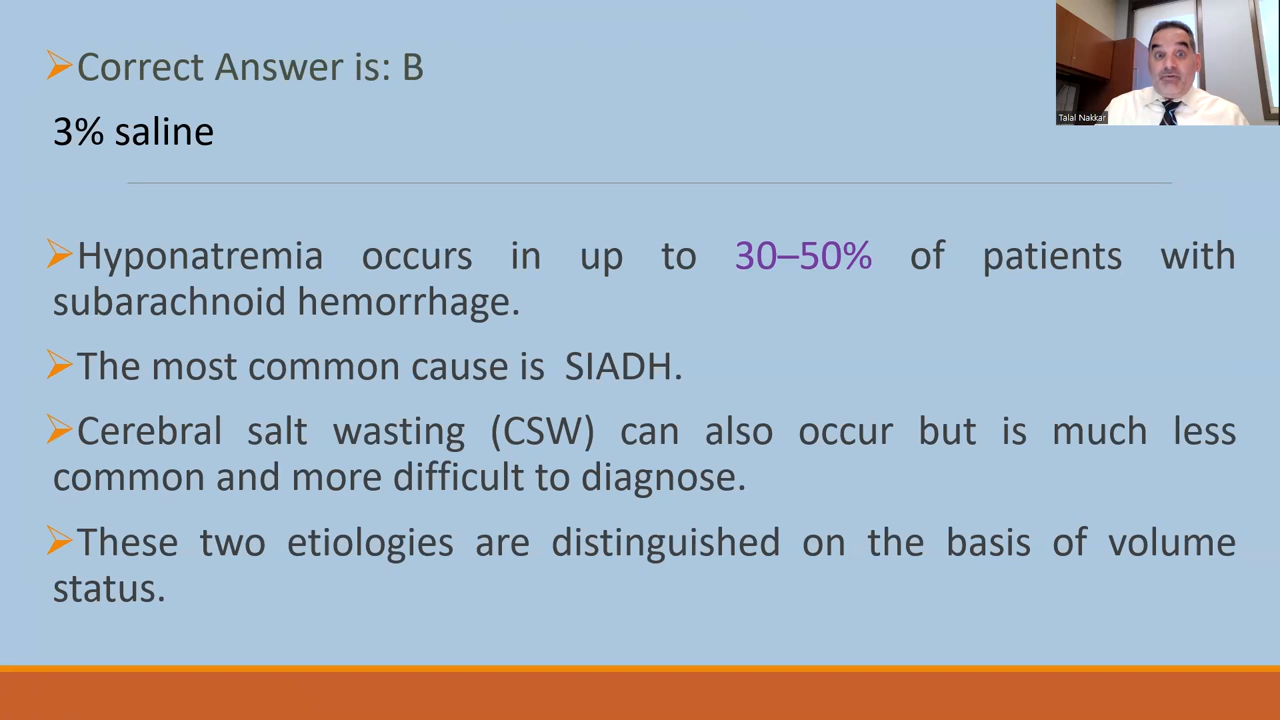 ➢Correct Answer is: B
3% saline
Talal Nakkar
➢Hyponatremia occurs in up to 30–50% of patients with
subarachnoid hemorrhage.
➢The most common cause is  SIADH.
➢Cerebral salt wasting (CSW) can also occur but is much less
common and more difficult to diagnose.
➢These two etiologies are distinguished on the basis of volume
status.